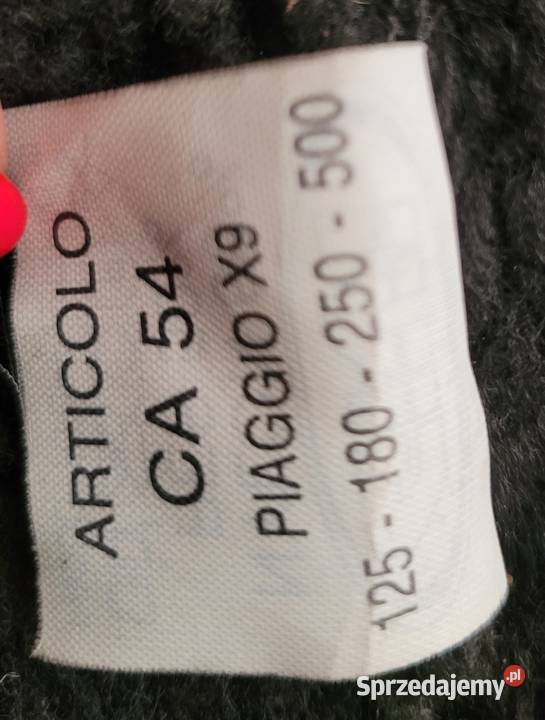 ARTICOLO
CA 54
PIAGGIO X9
125 - 180 - 250 - 500
Sprzedajemy.pl